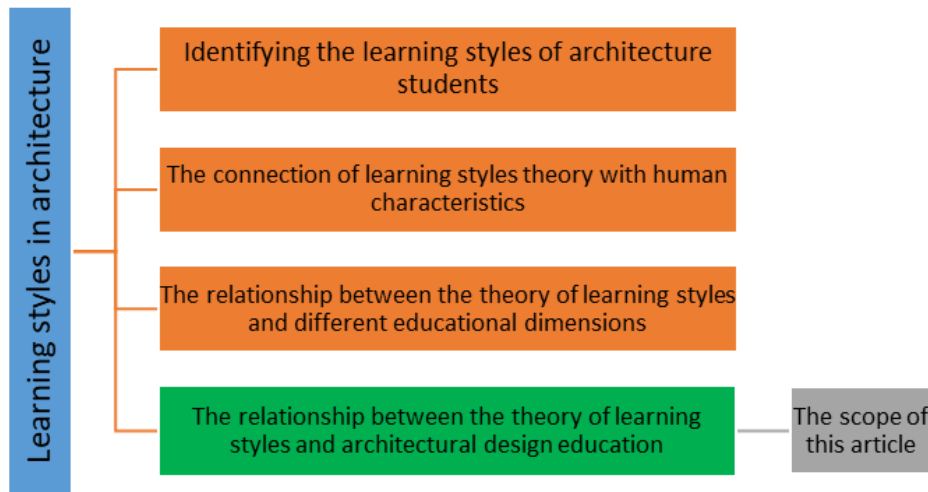 Learning styles in architecture
Identifying the learning styles of architecture
students
The connection of learning styles theory with human
characteristics
The relationship between the theory of learning styles
and different educational dimensions
The relationship between the theory of learning
styles and architectural design education
The scope of
this article